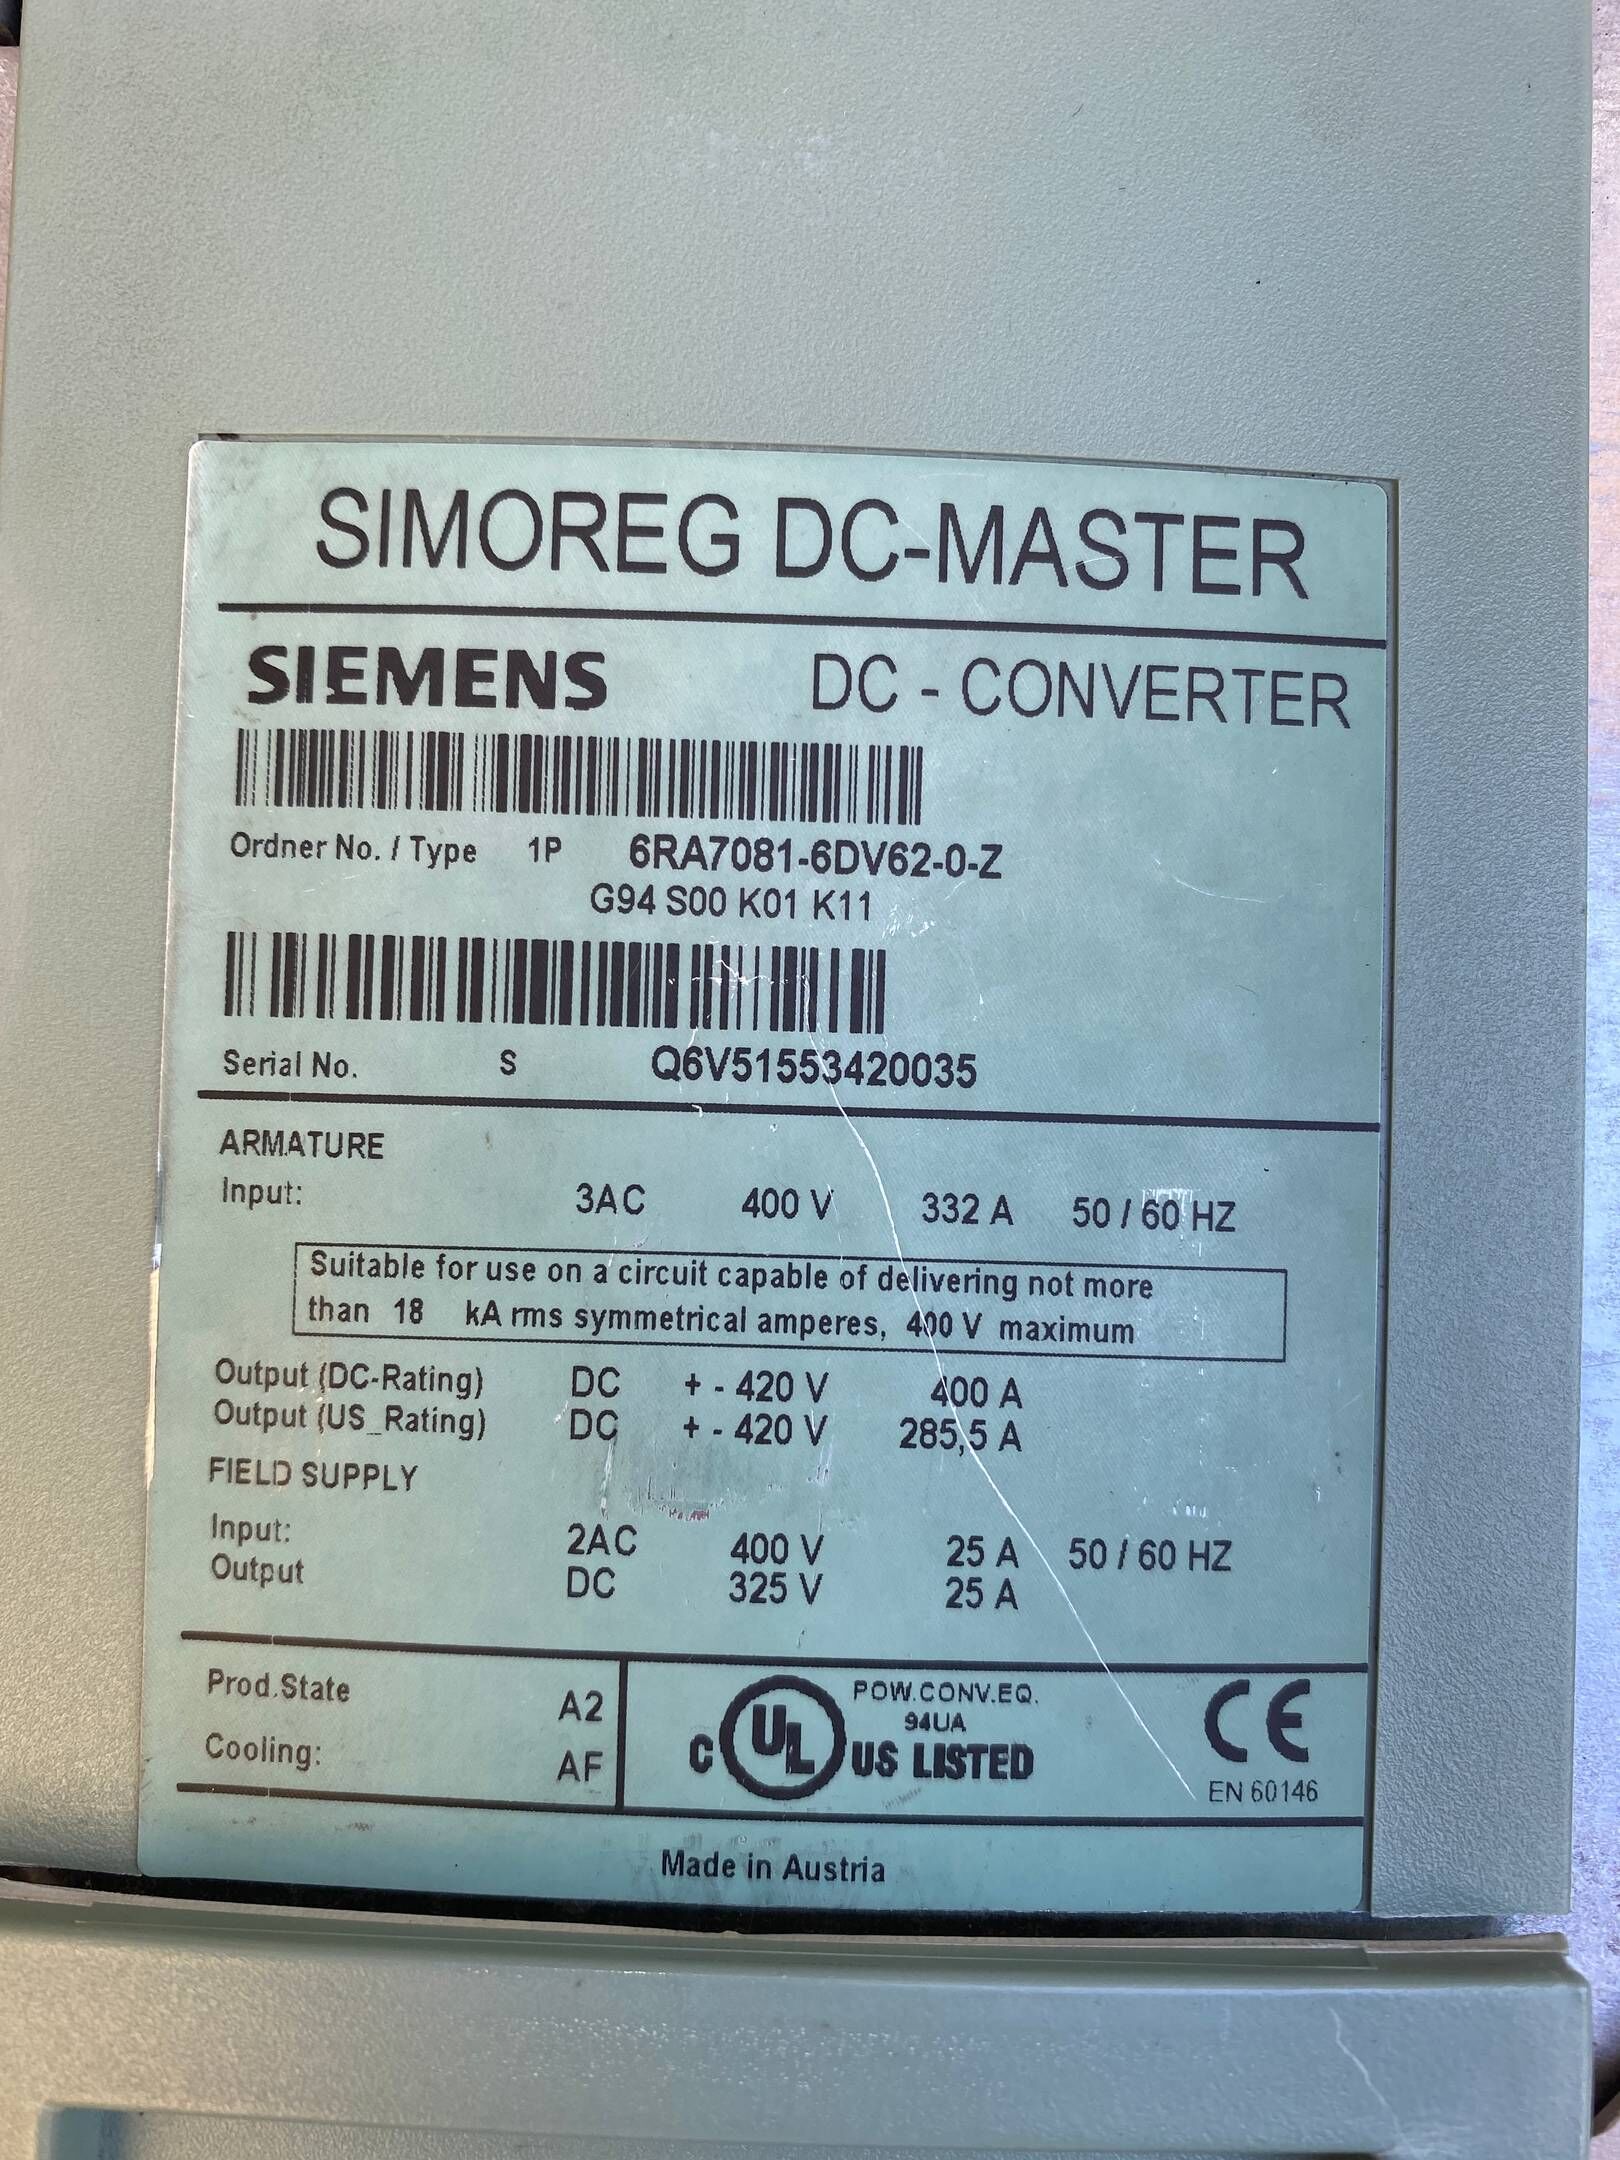 SIMOREG DC-MASTER
SIEMENS DC - CONVERTER
Ordner No. / Type 1P 6RA7081-6DV62-0-Z
G94 S00 K01 K11
Serial No. S Q6V51553420035
ARMATURE
Input: 3AC 400 V 332 A 50 / 60 HZ
Suitable for use on a circuit capable of delivering not more
than 18 kA rms symmetrical amperes, 400 V maximum
Output (DC-Rating) DC + - 420 V 400 A
Output (US_Rating) DC + - 420 V 285,5 A
FIELD SUPPLY
Input: 2AC 400 V 25 A 50 / 60 HZ
Output DC 325 V 25 A
Prod.State A2
Cooling: AF
C UL US LISTED
POW.CONV.EQ.
94UA
CE
EN 60146
Made in Austria